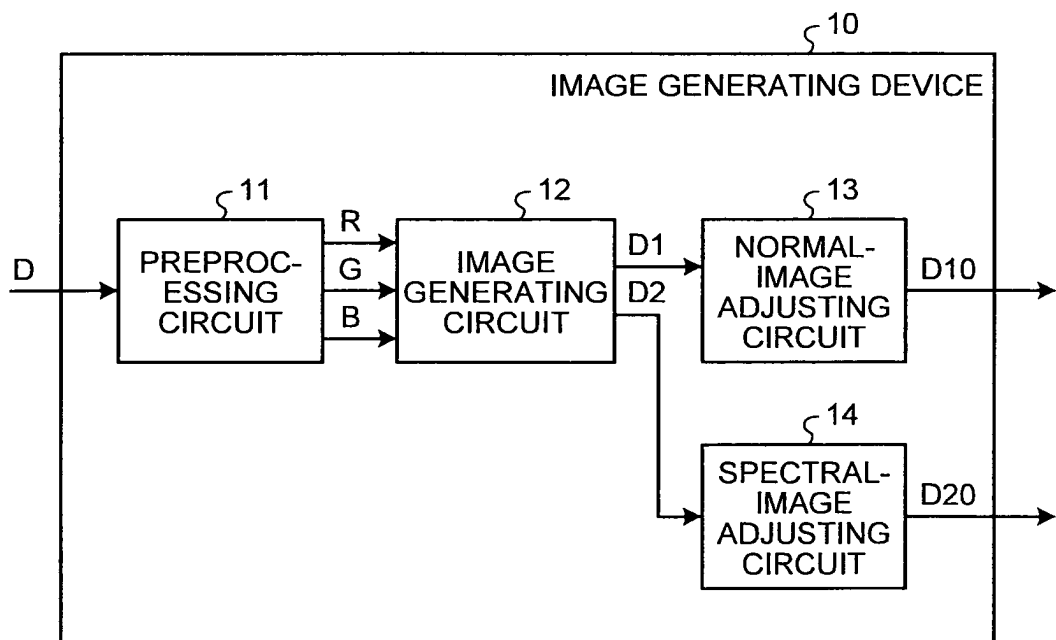 10
IMAGE GENERATING DEVICE
11
12
13
D
PREPROC-
ESSING
CIRCUIT
R
G
B
IMAGE
GENERATING
CIRCUIT
D1
D2
NORMAL-
IMAGE
ADJUSTING
CIRCUIT
D10
14
SPECTRAL-
IMAGE
ADJUSTING
CIRCUIT
D20